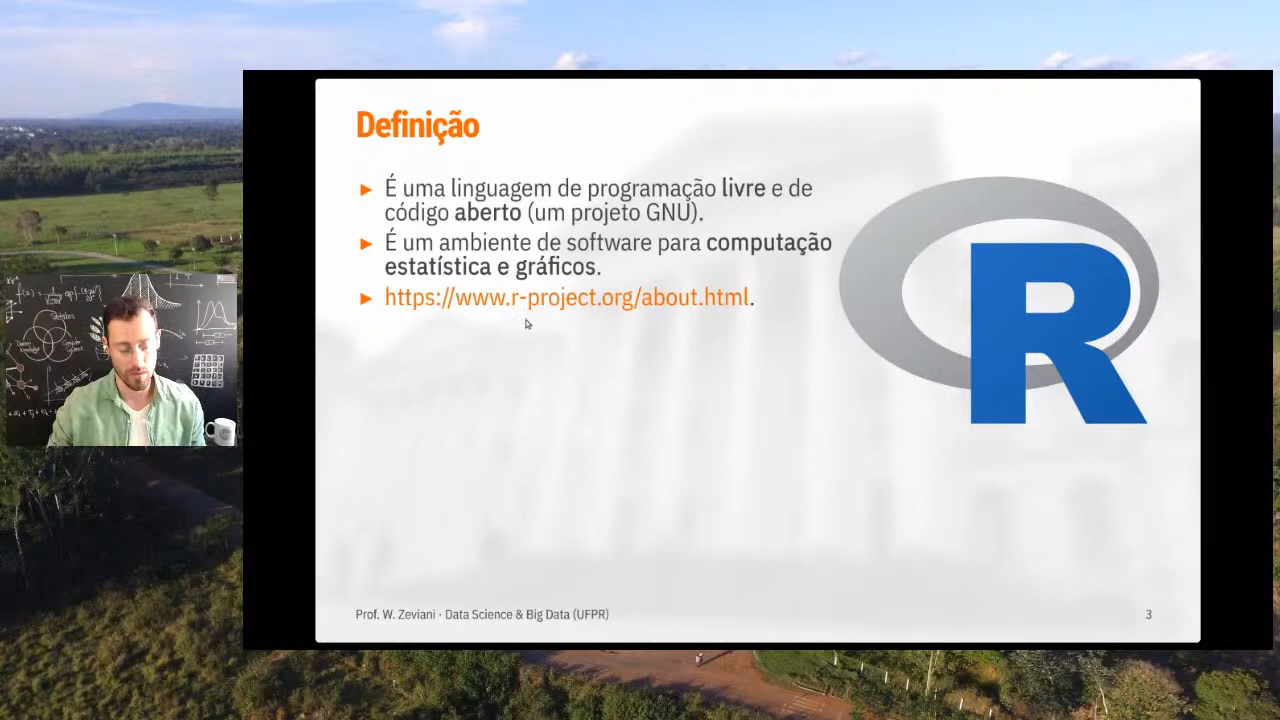 Definição
► É uma linguagem de programação livre e de
código aberto (um projeto GNU).
► É um ambiente de software para computação
estatística e gráficos.
► https://www.r-project.org/about.html.
R
Prof. W. Zeviani · Data Science & Big Data (UFPR)
3